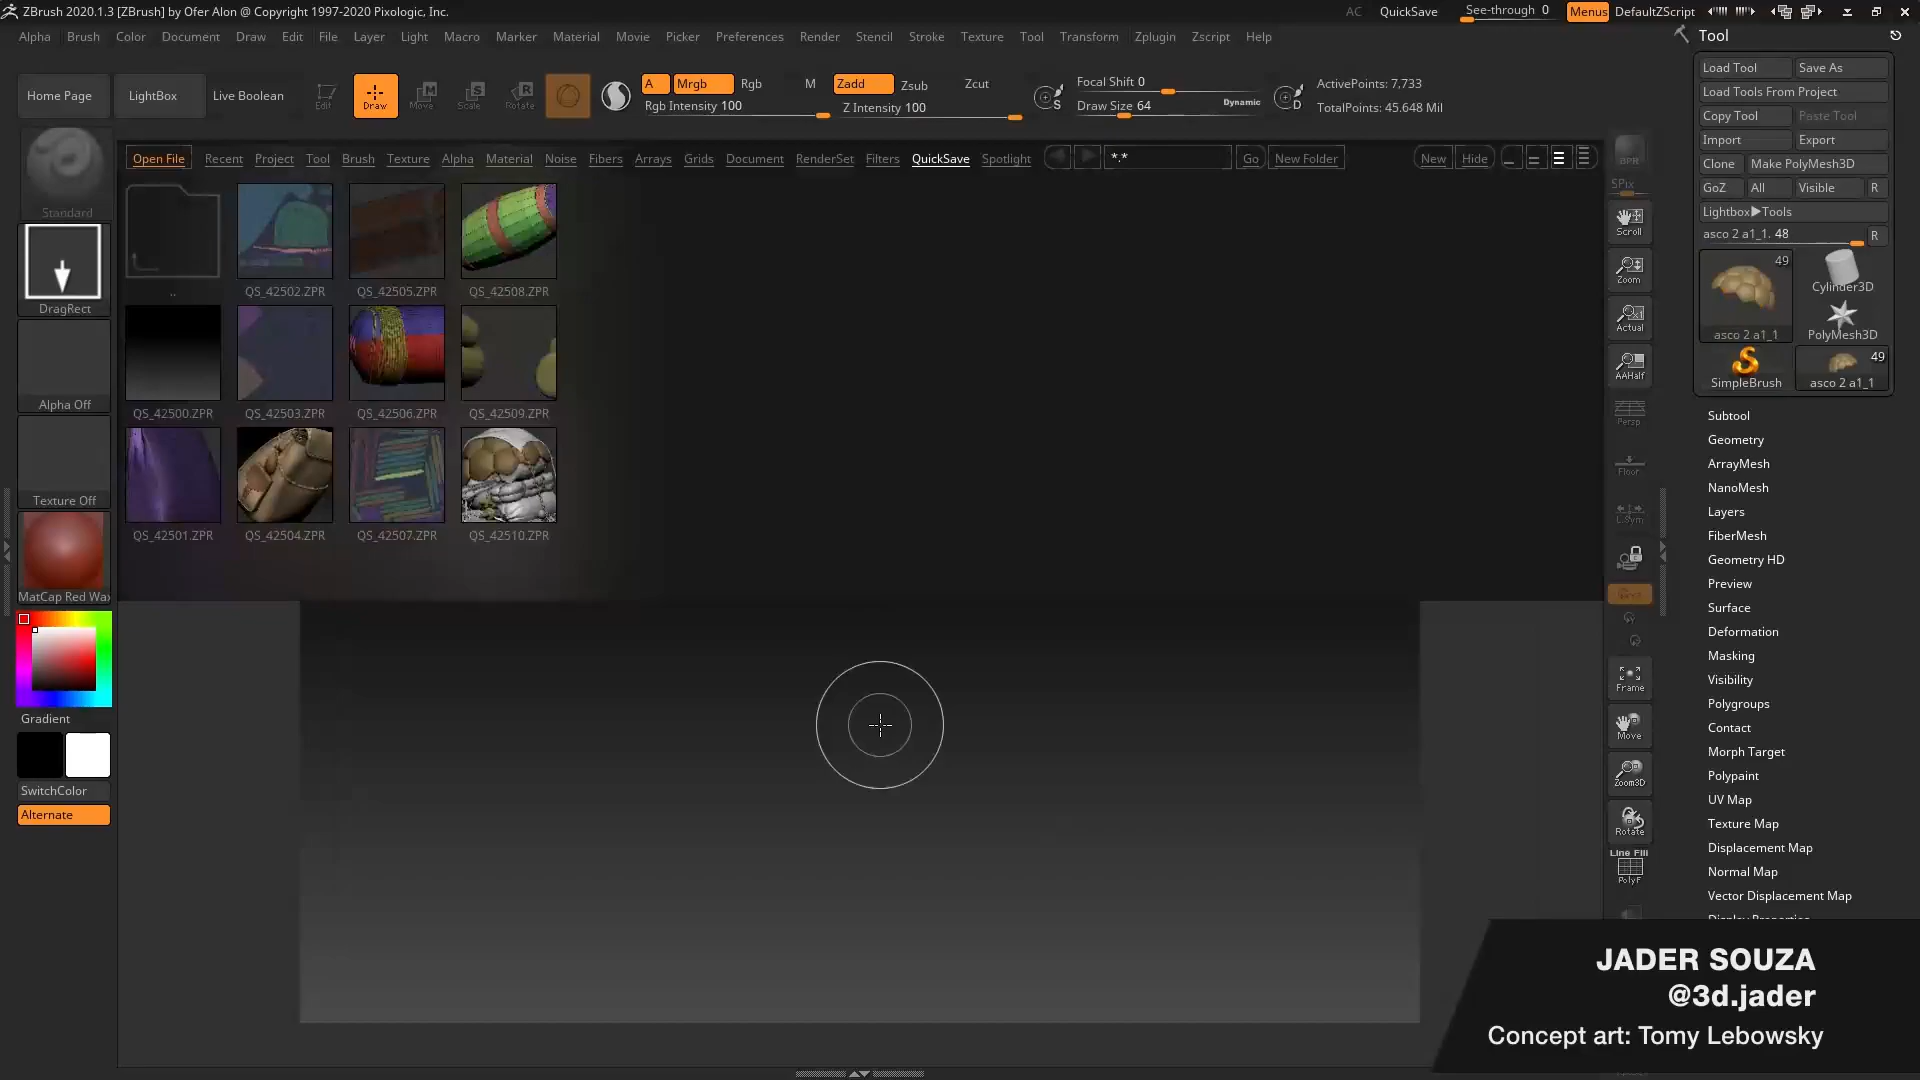 ZBrush 2020.1.3 [ZBrush] by Ofer Alon @ Copyright 1997-2020 Pixologic, Inc.
AC QuickSave See-through 0 Menus DefaultZScript
Alpha Brush Color Document Draw Edit File Layer Light Macro Marker Material Movie Picker Preferences Render Stencil Stroke Texture Tool Transform Zplugin Zscript Help
Tool
Home Page LightBox Live Boolean
Edit Draw Move Scale Rotate
A Mrgb Rgb M Zadd Zsub Zcut
Rgb Intensity 100 Z Intensity 100
S
Focal Shift 0
Draw Size 64 Dynamic
D
ActivePoints: 7,733
TotalPoints: 45.648 Mil
Open File Recent Project Tool Brush Texture Alpha Material Noise Fibers Arrays Grids Document RenderSet Filters QuickSave Spotlight *.* Go New Folder New Hide
..
QS_42502.ZPR
QS_42505.ZPR
QS_42508.ZPR
QS_42500.ZPR
QS_42503.ZPR
QS_42506.ZPR
QS_42509.ZPR
QS_42501.ZPR
QS_42504.ZPR
QS_42507.ZPR
QS_42510.ZPR
Standard
DragRect
Alpha Off
Texture Off
MatCap Red Wax
Gradient
SwitchColor
Alternate
BPR
SPix
Scroll
Zoom
Actual
AAHalf
Persp
Floor
L.Sym
Frame
Move
Zoom3D
Rotate
Line Fill
PolyF
Load Tool Save As
Load Tools From Project
Copy Tool Paste Tool
Import Export
Clone Make PolyMesh3D
GoZ All Visible R
Lightbox▶Tools
asco 2 a1_1. 48 R
49
asco 2 a1_1
Cylinder3D
PolyMesh3D
SimpleBrush
49
asco 2 a1_1
Subtool
Geometry
ArrayMesh
NanoMesh
Layers
FiberMesh
Geometry HD
Preview
Surface
Deformation
Masking
Visibility
Polygroups
Contact
Morph Target
Polypaint
UV Map
Texture Map
Displacement Map
Normal Map
Vector Displacement Map
Display Properties
JADER SOUZA
@3d.jader
Concept art: Tomy Lebowsky